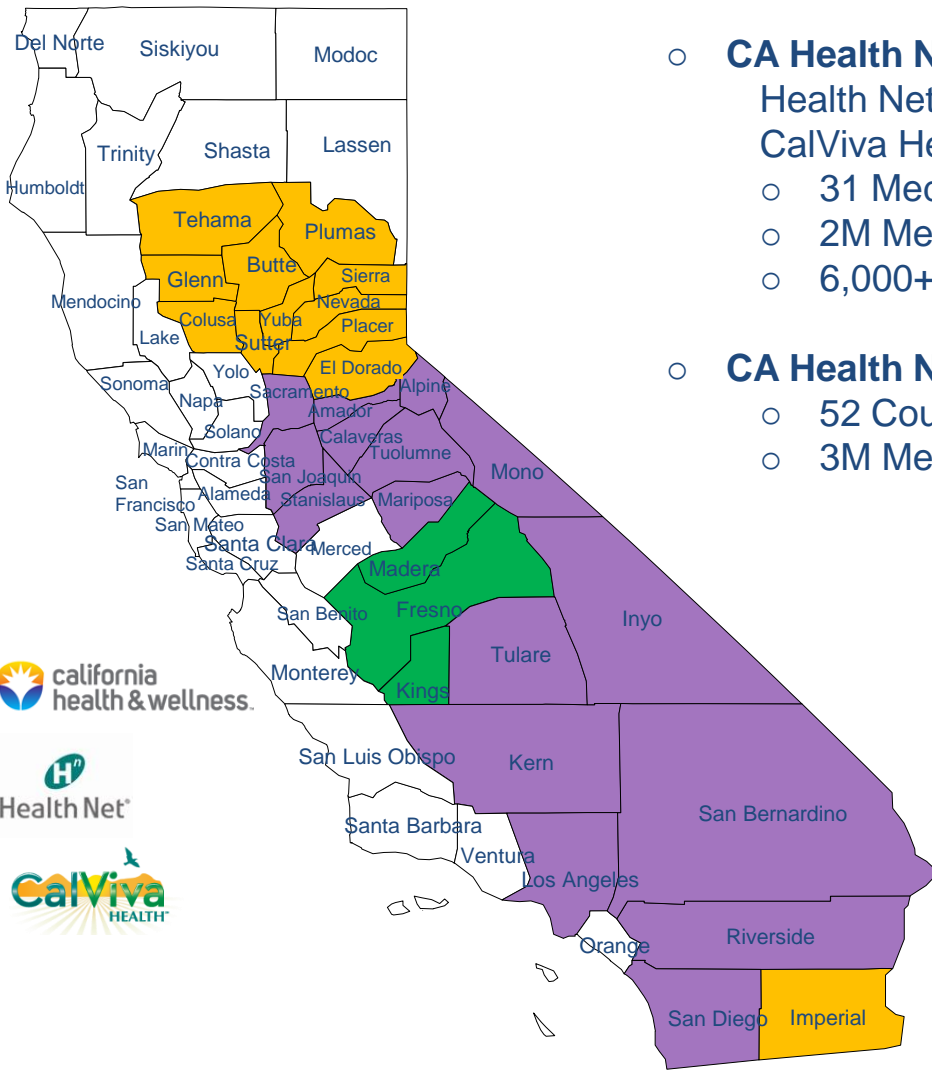 Del Norte
Siskiyou
Modoc
Trinity
Shasta
Lassen
Humboldt
Tehama
Plumas
Butte
Glenn
Sierra
Mendocino
Nevada
Colusa
Yuba
Placer
Lake
Sutter
El Dorado
Yolo
Sonoma
Sacramento
Alpine
Napa
Amador
Solano
Calaveras
Marin
Tuolumne
Contra Costa
Mono
San Joaquin
San
Francisco
Alameda
Stanislaus
Mariposa
San Mateo
Santa Clara
Merced
Santa Cruz
Madera
San Benito
Fresno
Inyo
Tulare
Monterey
Kings
San Luis Obispo
Kern
San Bernardino
Santa Barbara
Ventura
Los Angeles
Orange
Riverside
San Diego
Imperial
california
health & wellness.
Hn
Health Net®
CalViva
HEALTH™
○ CA Health N
Health Net
CalViva He
○ 31 Med
○ 2M Me
○ 6,000+
○ CA Health N
○ 52 Cou
○ 3M Me